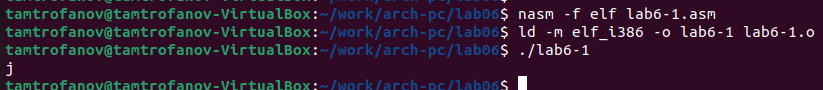 tamtrofanov@tamtrofanov-VirtualBox:~/work/arch-pc/lab06$ nasm -f elf lab6-1.asm
tamtrofanov@tamtrofanov-VirtualBox:~/work/arch-pc/lab06$ ld -m elf_i386 -o lab6-1 lab6-1.o
tamtrofanov@tamtrofanov-VirtualBox:~/work/arch-pc/lab06$ ./lab6-1
j
tamtrofanov@tamtrofanov-VirtualBox:~/work/arch-pc/lab06$